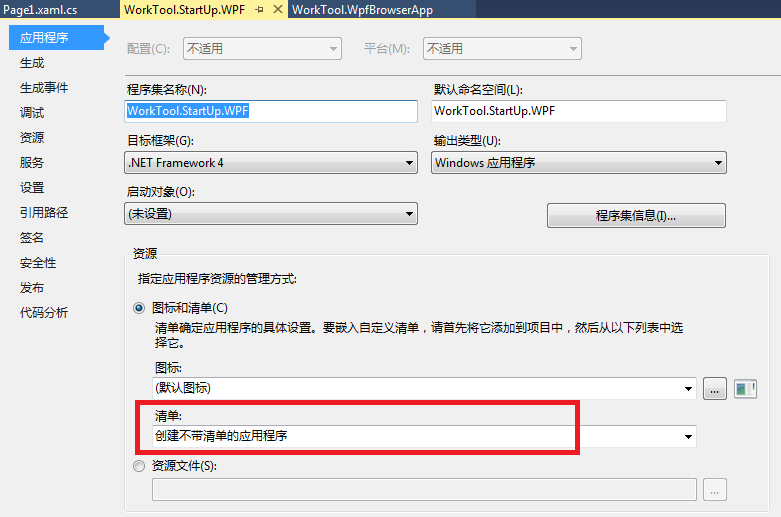 Page1.xaml.cs WorkTool.StartUp.WPF WorkTool.WpfBrowserApp
应用程序
生成
生成事件
调试
资源
服务
设置
引用路径
签名
安全性
发布
代码分析
配置(C): 不适用 平台(M): 不适用
程序集名称(N): 默认命名空间(L):
WorkTool.StartUp.WPF WorkTool.StartUp.WPF
目标框架(G): 输出类型(U):
.NET Framework 4 Windows 应用程序
启动对象(O):
(未设置) 程序集信息(I)...
资源
指定应用程序资源的管理方式:
图标和清单(C)
清单确定应用程序的具体设置。要嵌入自定义清单，请首先将它添加到项目中，然后从以下列表中选
择它。
图标:
(默认图标) ...
清单:
创建不带清单的应用程序
资源文件(S):
...